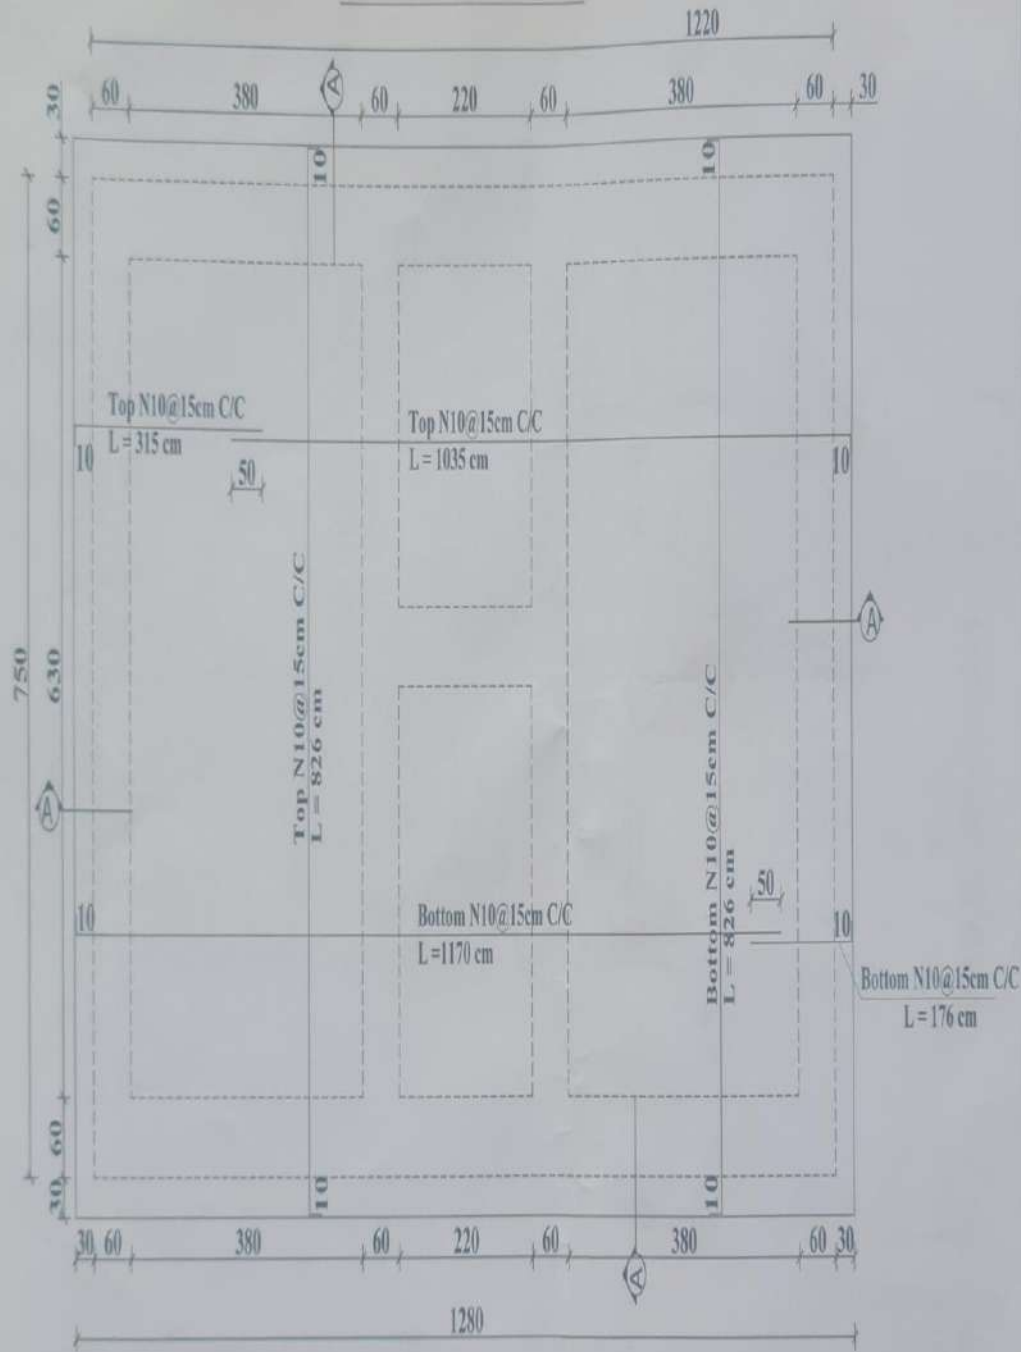 1220
30
60
380
A
60
220
60
380
60
30
10
10
60
Top N10@15cm C/C
L = 315 cm
10
50
Top N10@15cm C/C
L = 1035 cm
10
750
630
Top N10@15cm C/C
L = 826 cm
A
Bottom N10@15cm C/C
L = 826 cm
A
10
Bottom N10@15cm C/C
L =1170 cm
50
10
Bottom N10@15cm C/C
L = 176 cm
60
30
10
10
30
60
380
60
220
60
380
60
30
A
1280